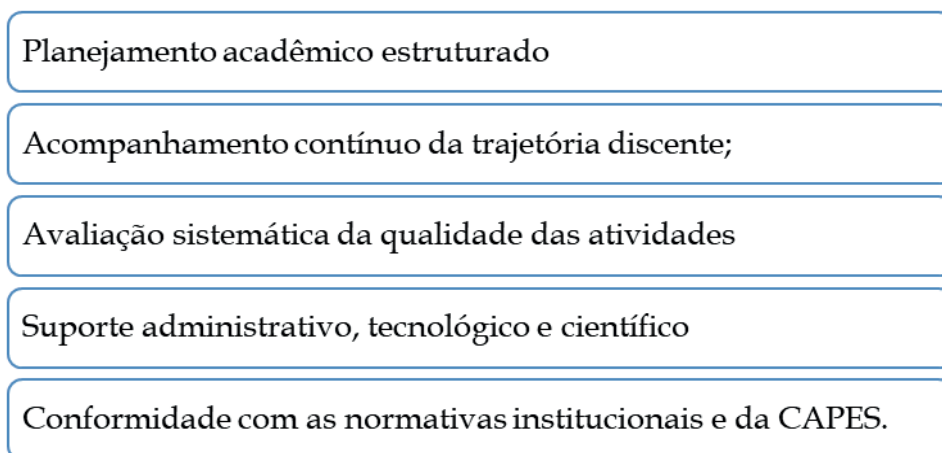 Planejamento acadêmico estruturado
Acompanhamento contínuo da trajetória discente;
Avaliação sistemática da qualidade das atividades
Suporte administrativo, tecnológico e científico
Conformidade com as normativas institucionais e da CAPES.